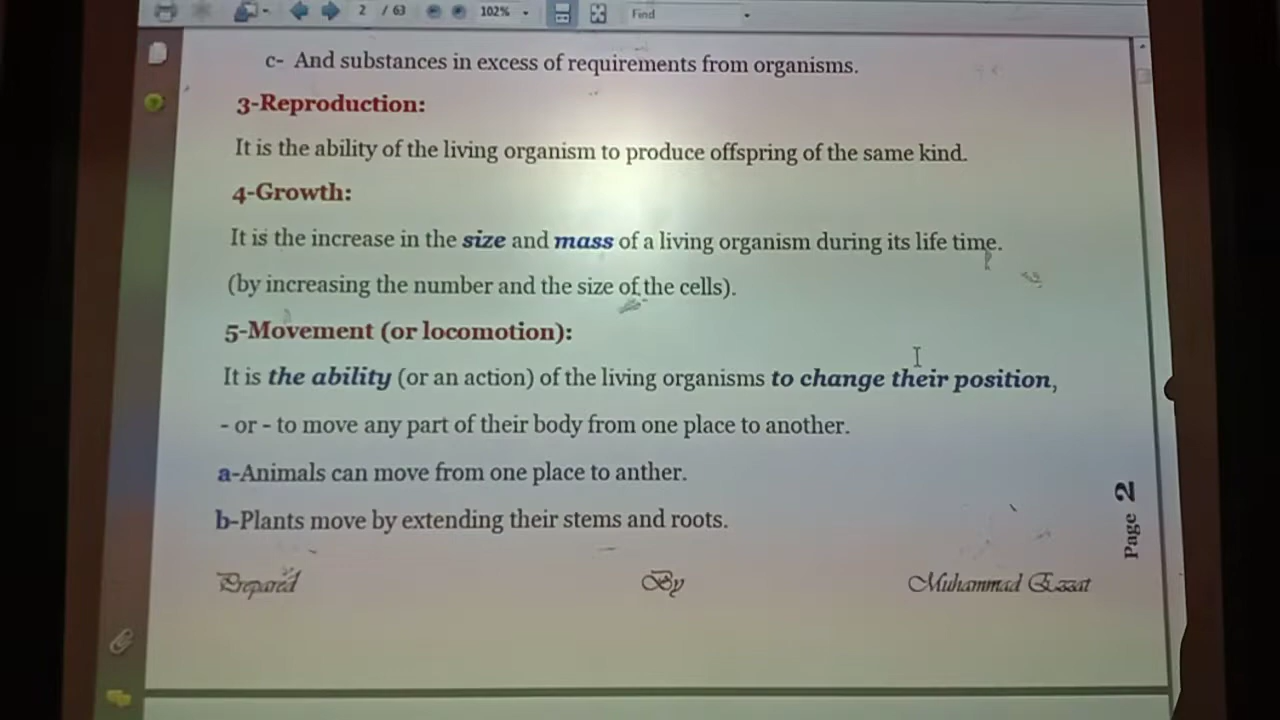 2 / 63 102% Find
c- And substances in excess of requirements from organisms.
3-Reproduction:
It is the ability of the living organism to produce offspring of the same kind.
4-Growth:
It is the increase in the size and mass of a living organism during its life time.
(by increasing the number and the size of the cells).
5-Movement (or locomotion):
It is the ability (or an action) of the living organisms to change their position,
- or - to move any part of their body from one place to another.
a-Animals can move from one place to anther.
b-Plants move by extending their stems and roots.
Page 2
Prepared By Muhammad Ezzat